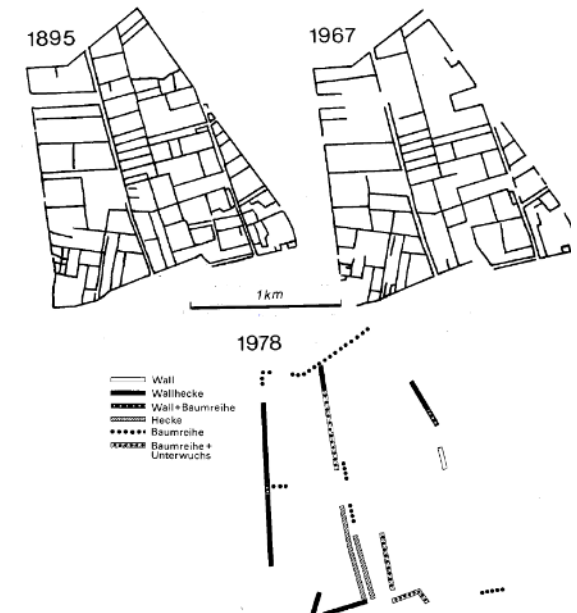 1895
1967
1km
1978
Wall
Wallhecke
Wall+Baumreihe
Hecke
Baumreihe
Baumreihe+
Unterwuchs